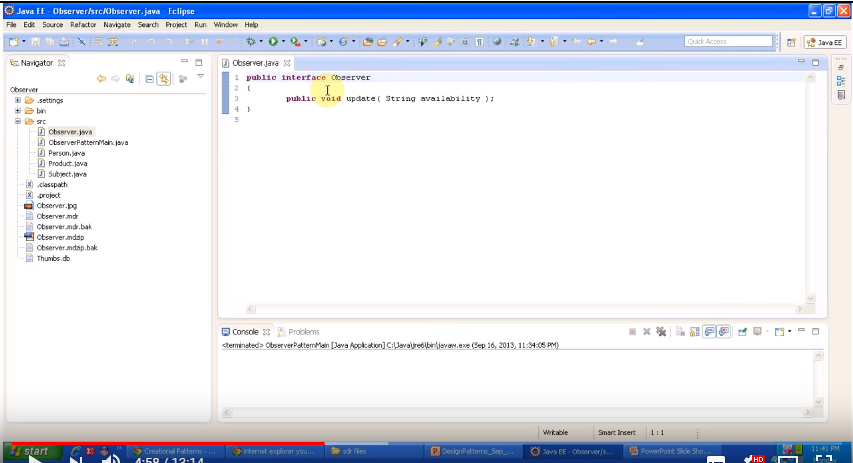 Java EE - Observer/src/Observer.java - Eclipse
File Edit Source Refactor Navigate Search Project Run Window Help
Quick Access
Java EE
Navigator
Observer.java
Observer
.settings
bin
src
Observer.java
ObserverPatternMain.java
Person.java
Product.java
Subject.java
.classpath
.project
Observer.jpg
Observer.mdr
Observer.mdr.bak
Observer.mdzip
Observer.mdzip.bak
Thumbs.db
1 public interface Observer
2 {
3 public void update( String availability );
4 }
5
Console Problems
<terminated> ObserverPatternMain [Java Application] C:\Java\jre6\bin\javaw.exe (Sep 16, 2013, 11:34:05 PM)
Writable Smart Insert 1 : 1
start Creational Patterns - ... internet explorer you... sdr files DesignPatterns_Sep_... Java EE - Observer/s... PowerPoint Slide Sho... 11:41 PM
4:58 / 13:14 HD